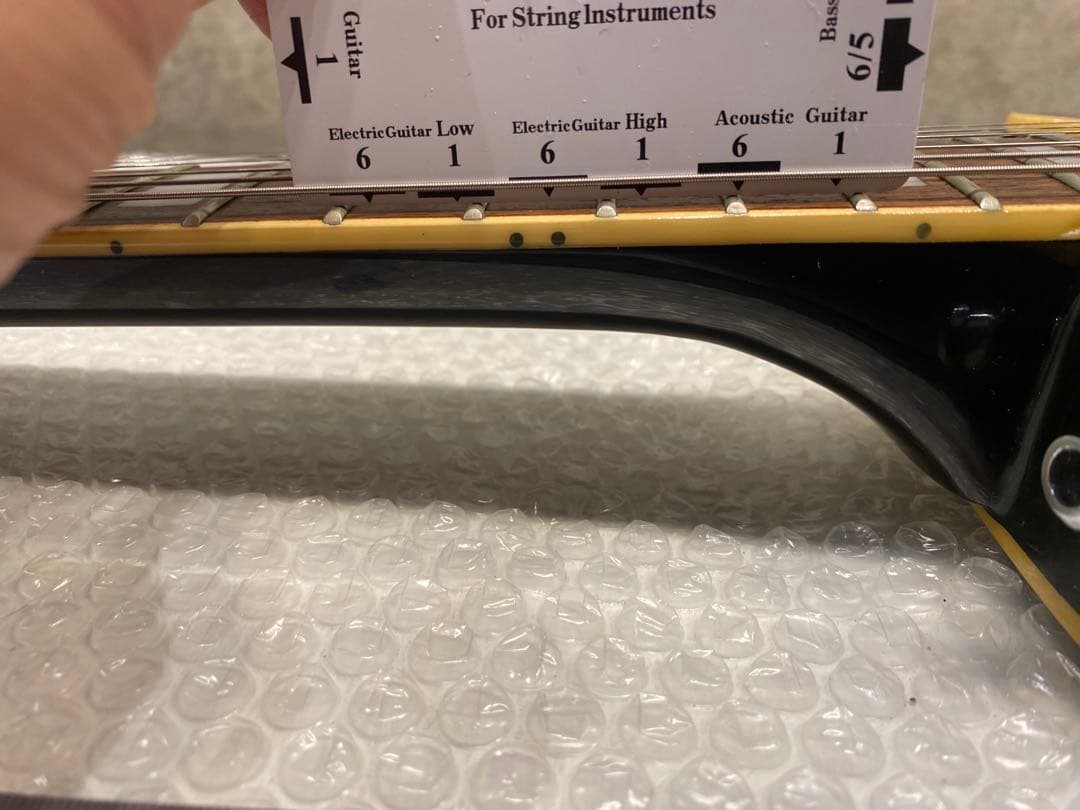 For String Instruments
Guitar
1
Bass
6/5
Electric Guitar Low
6 1
Electric Guitar High
6 1
Acoustic Guitar
6 1